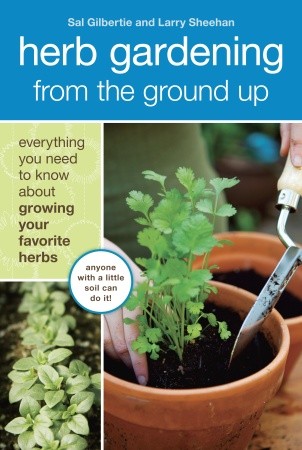 Sal Gilbertie and Larry Sheehan
herb gardening
from the ground up
everything
you need
to know
about
growing
your
favorite
herbs
anyone
with a little
soil can
do it!